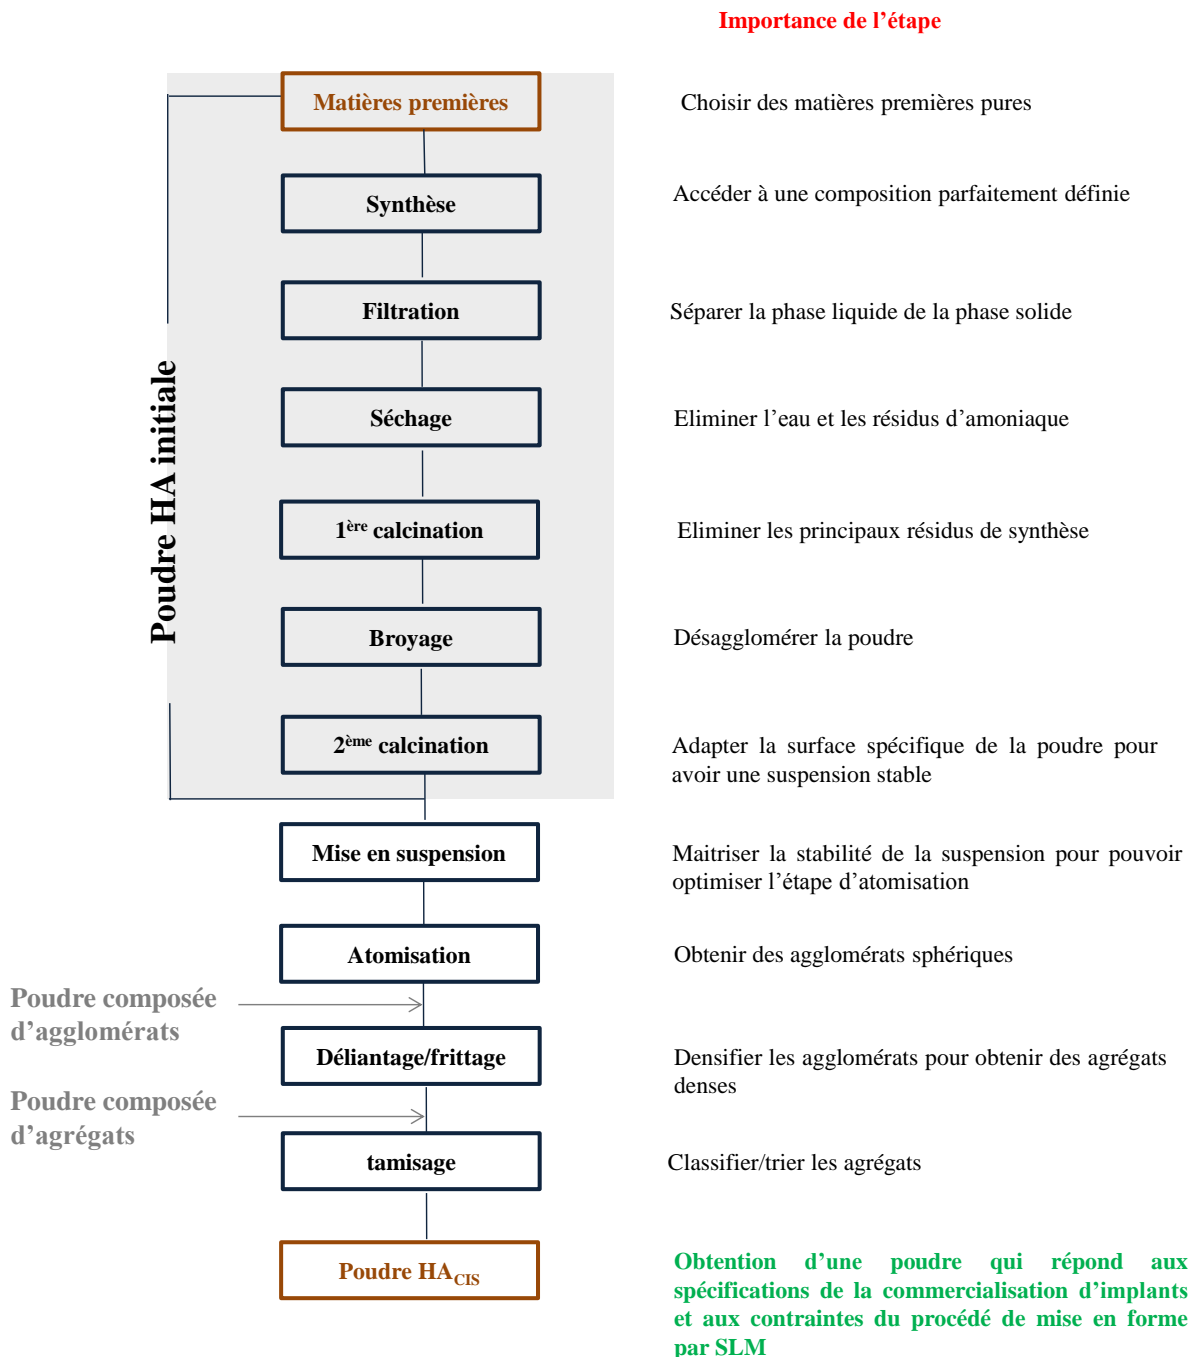 Importance de l’étape
Matières premières
Choisir des matières premières pures
Synthèse
Accéder à une composition parfaitement définie
Filtration
Séparer la phase liquide de la phase solide
Poudre HA initiale
Séchage
Eliminer l’eau et les résidus d’amoniaque
1ère calcination
Eliminer les principaux résidus de synthèse
Broyage
Désagglomérer la poudre
2ème calcination
Adapter la surface spécifique de la poudre pour
avoir une suspension stable
Mise en suspension
Maitriser la stabilité de la suspension pour pouvoir
optimiser l’étape d’atomisation
Atomisation
Obtenir des agglomérats sphériques
Poudre composée
d’agglomérats
Déliantage/frittage
Densifier les agglomérats pour obtenir des agrégats
denses
Poudre composée
d’agrégats
tamisage
Classifier/trier les agrégats
Poudre HACIS
Obtention d’une poudre qui répond aux
spécifications de la commercialisation d’implants
et aux contraintes du procédé de mise en forme
par SLM